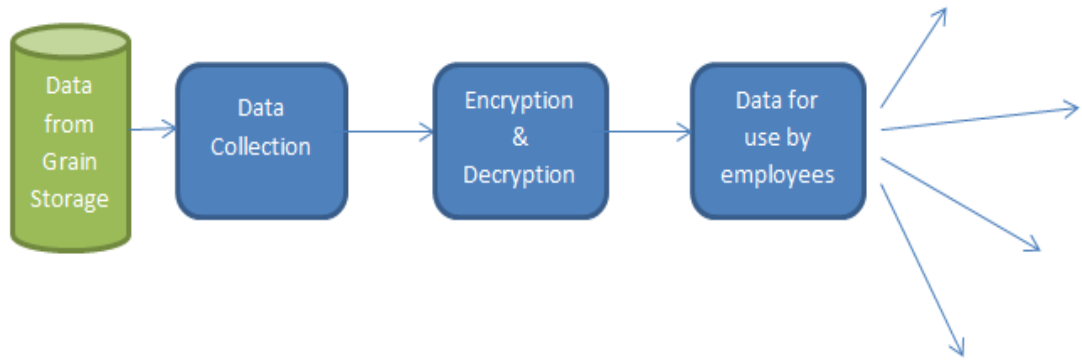 Data
from
Grain
Storage
Data
Collection
Encryption
&
Decryption
Data for
use by
employees